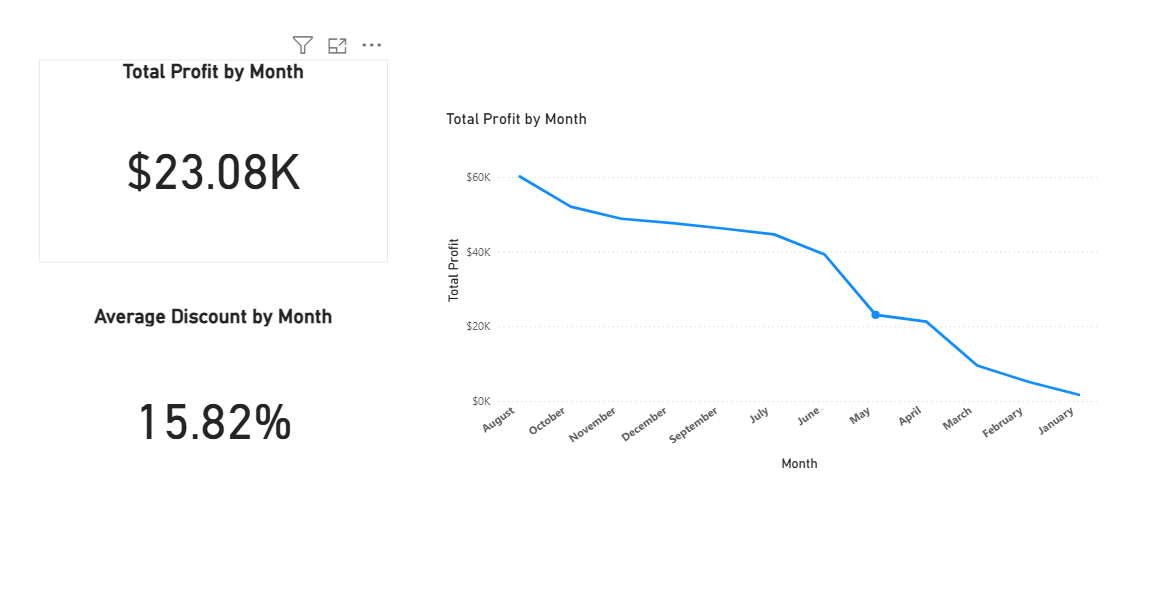 Total Profit by Month
$23.08K
Average Discount by Month
15.82%
Total Profit by Month
Total Profit
$60K
$40K
$20K
$0K
August
October
November
December
September
July
June
May
April
March
February
January
Month